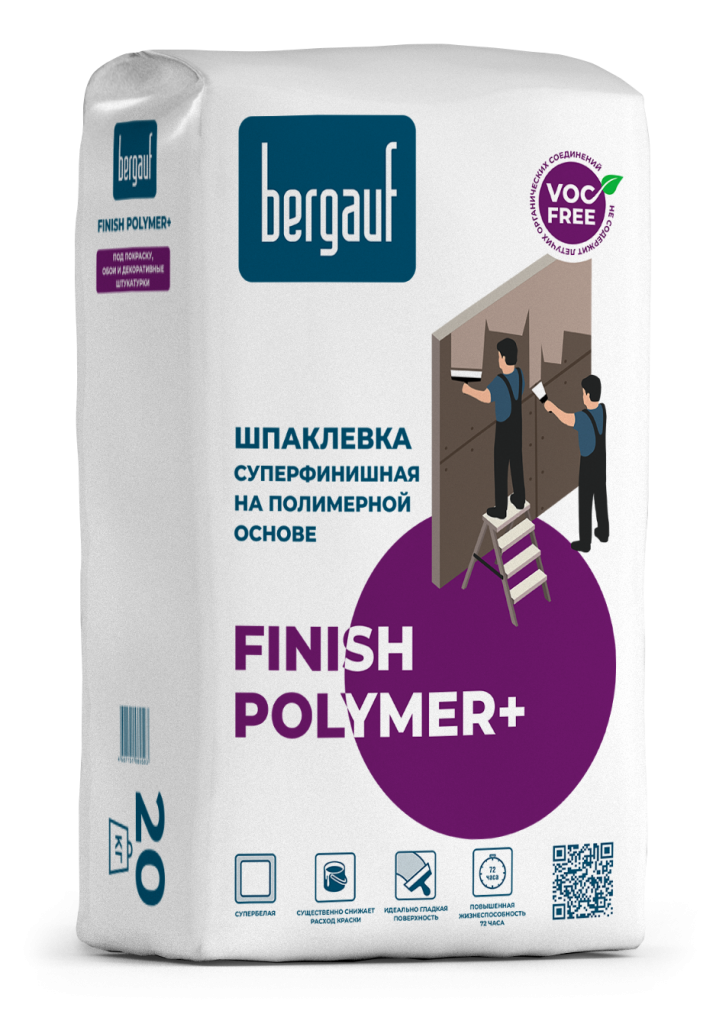 bergauf
FINISH POLYMER+
ПОД ПОКРАСКУ,
ОБОИ И ДЕКОРАТИВНЫЕ
ШТУКАТУРКИ
20
КГ
bergauf
НЕ СОДЕРЖИТ ЛЕТУЧИХ ОРГАНИЧЕСКИХ СОЕДИНЕНИЙ
VOC
FREE
ШПАКЛЕВКА
СУПЕРФИНИШНАЯ
НА ПОЛИМЕРНОЙ
ОСНОВЕ
FINISH
POLYMER+
СУПЕРБЕЛАЯ
СУЩЕСТВЕННО СНИЖАЕТ
РАСХОД КРАСКИ
ИДЕАЛЬНО ГЛАДКАЯ
ПОВЕРХНОСТЬ
72
часа
ПОВЫШЕННАЯ
ЖИЗНЕСПОСОБНОСТЬ
72 ЧАСА